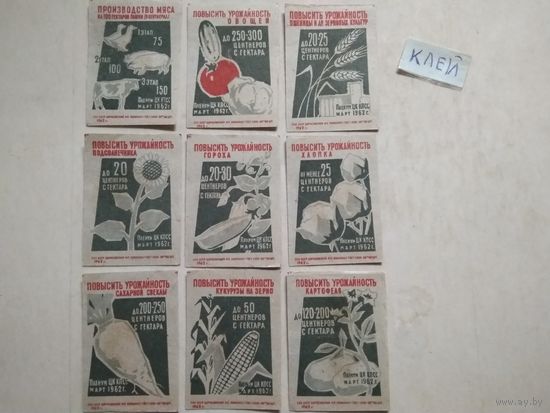 ПРОИЗВОДСТВО МЯСА
НА 100 ГЕКТАРОВ ПАШНИ (В КИЛОГРАММАХ)
1 ЭТАП
75
2 ЭТАП
100
3 ЭТАП
150
ПЛЕНУМ ЦК КПСС
МАРТ 1962 г.
ПОВЫСИТЬ УРОЖАЙНОСТЬ
ОВОЩЕЙ
ДО 250-300
ЦЕНТНЕРОВ
С ГЕКТАРА
ПЛЕНУМ ЦК КПСС
МАРТ 1962 г.
ПОВЫСИТЬ УРОЖАЙНОСТЬ
ПШЕНИЦЫ И ДР. ЗЕРНОВЫХ КУЛЬТУР
ДО 20-25
ЦЕНТНЕРОВ
С ГЕКТАРА
ПЛЕНУМ ЦК КПСС
МАРТ 1962 г.
КЛЕЙ
ПОВЫСИТЬ УРОЖАЙНОСТЬ
ПОДСОЛНЕЧНИКА
ДО 20
ЦЕНТНЕРОВ
С ГЕКТАРА
ПЛЕНУМ ЦК КПСС
МАРТ 1962 г.
ПОВЫСИТЬ УРОЖАЙНОСТЬ
ГОРОХА
ДО 20-30
ЦЕНТНЕРОВ
С ГЕКТАРА
ПЛЕНУМ ЦК КПСС
МАРТ 1962 г.
ПОВЫСИТЬ УРОЖАЙНОСТЬ
ХЛОПКА
НЕ МЕНЕЕ 25
ЦЕНТНЕРОВ
С ГЕКТАРА
ПЛЕНУМ ЦК КПСС
МАРТ 1962 г.
ПОВЫСИТЬ УРОЖАЙНОСТЬ
САХАРНОЙ СВЕКЛЫ
ДО 200-250
ЦЕНТНЕРОВ
С ГЕКТАРА
ПЛЕНУМ ЦК КПСС
МАРТ 1962 г.
ПОВЫСИТЬ УРОЖАЙНОСТЬ
КУКУРУЗЫ НА ЗЕРНО
ДО 50
ЦЕНТНЕРОВ
С ГЕКТАРА
ПЛЕНУМ ЦК КПСС
МАРТ 1962 г.
ПОВЫСИТЬ УРОЖАЙНОСТЬ
КАРТОФЕЛЯ
ДО 120-200
ЦЕНТНЕРОВ
С ГЕКТАРА
ПЛЕНУМ ЦК КПСС
МАРТ 1962 г.
www.ay.by